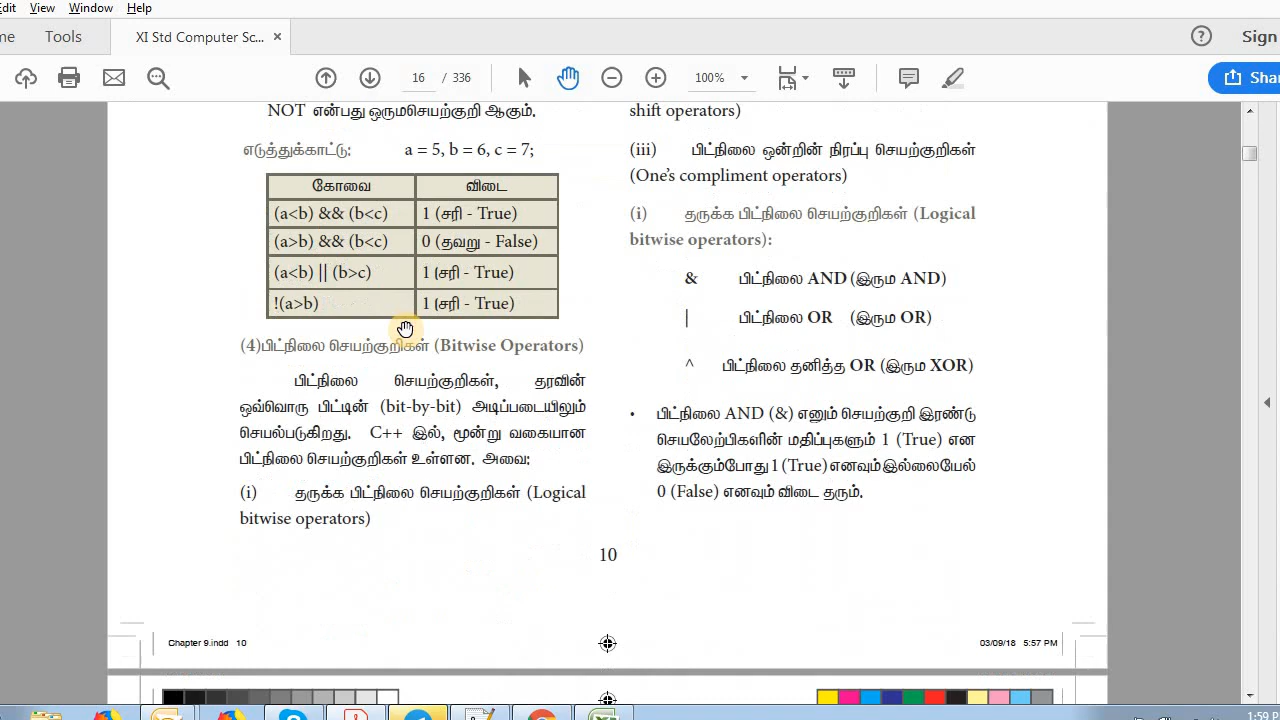 Edit View Window Help
Tools XI Std Computer Sc... × Sign
16 / 336 100% Shar
NOT என்பது ஒருமசெயற்குறி ஆகும்.
எடுத்துக்காட்டு: a = 5, b = 6, c = 7;
கோவை விடை
(a<b) && (b<c) 1 (சரி - True)
(a>b) && (b<c) 0 (தவறு - False)
(a<b) || (b>c) 1 (சரி - True)
!(a>b) 1 (சரி - True)
(4)பிட்நிலை செயற்குறிகள் (Bitwise Operators)
பிட்நிலை செயற்குறிகள், தரவின்
ஒவ்வொரு பிட்டின் (bit-by-bit) அடிப்படையிலும்
செயல்படுகிறது. C++ இல், மூன்று வகையான
பிட்நிலை செயற்குறிகள் உள்ளன. அவை:
(i) தருக்க பிட்நிலை செயற்குறிகள் (Logical
bitwise operators)
shift operators)
(iii) பிட்நிலை ஒன்றின் நிரப்பு செயற்குறிகள்
(One's compliment operators)
(i) தருக்க பிட்நிலை செயற்குறிகள் (Logical
bitwise operators):
& பிட்நிலை AND (இரும AND)
| பிட்நிலை OR (இரும OR)
^ பிட்நிலை தனித்த OR (இரும XOR)
• பிட்நிலை AND (&) எனும் செயற்குறி இரண்டு
செயலேற்பிகளின் மதிப்புகளும் 1 (True) என
இருக்கும்போது 1 (True) எனவும் இல்லையேல்
0 (False) எனவும் விடை தரும்.
10
Chapter 9.indd 10 03/09/18 5:57 PM
1:59 P